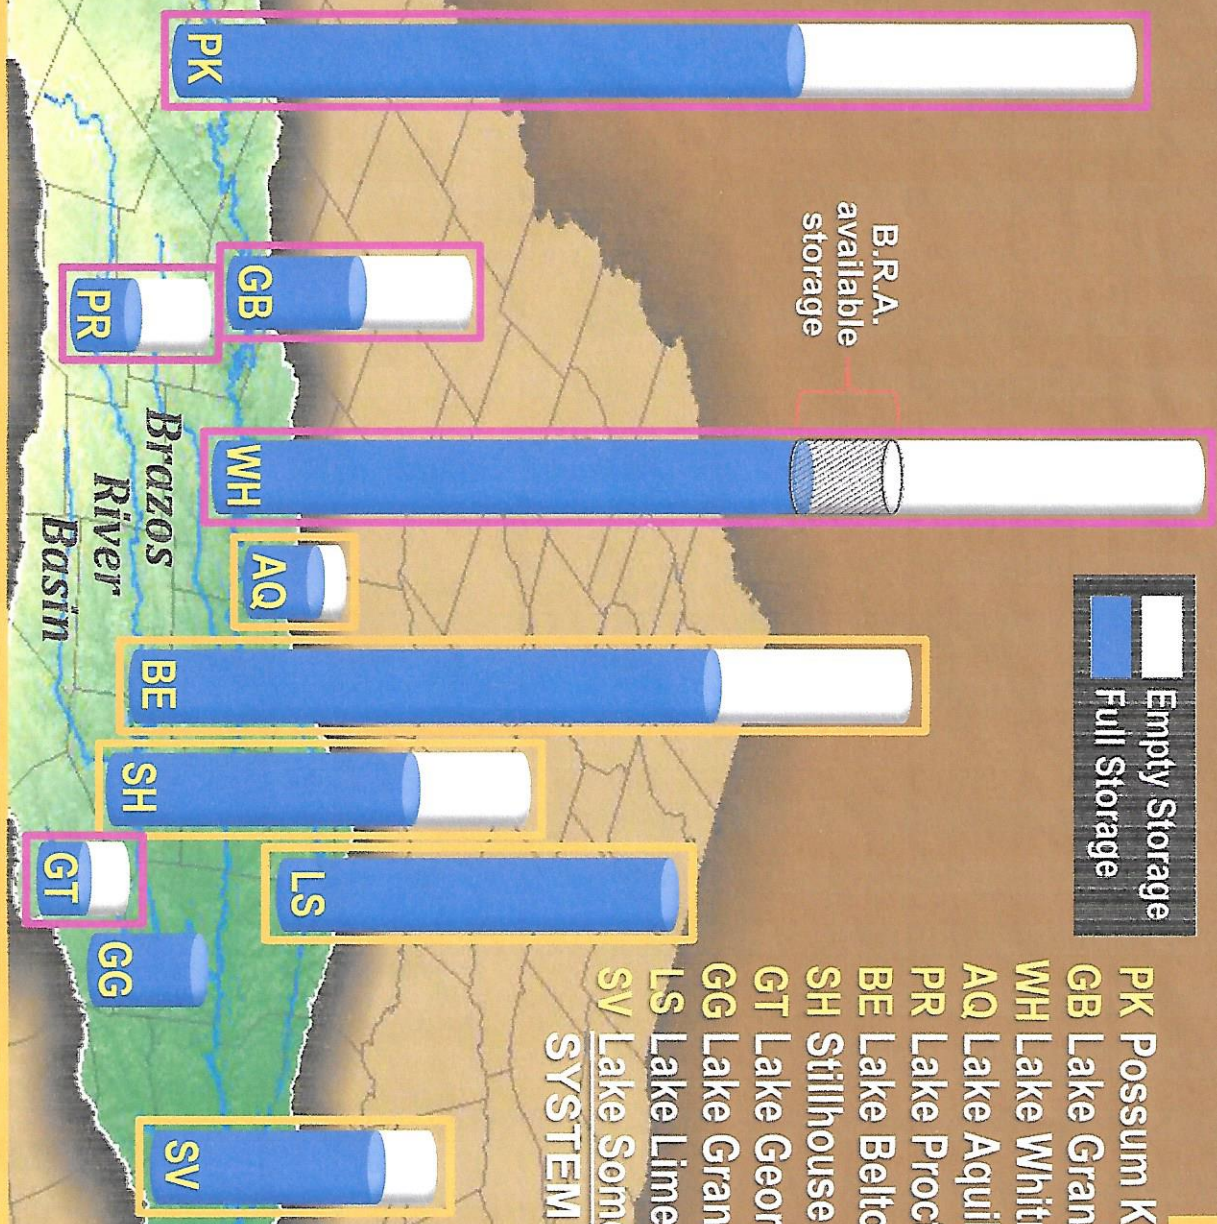 Empty Storage
Full Storage
PK Possum K
GB Lake Gran
WH Lake Whit
AQ Lake Aqui
PR Lake Proc
BE Lake Belto
SH Stillhouse
GT Lake Geor
GG Lake Gran
LS Lake Lime
SV Lake Some
SYSTEM
B.R.A.
available
storage
PK
GB
PR
WH
AQ
BE
SH
LS
GT
GG
SV
Brazos
River
Basin